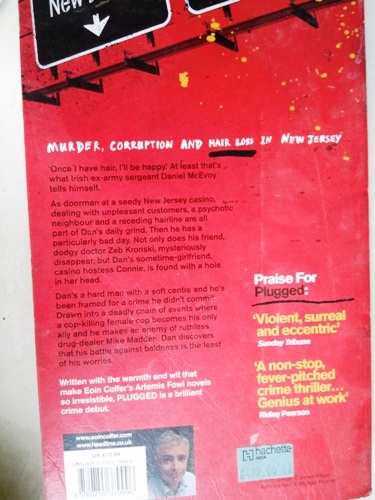 New
MURDER, CORRUPTION AND HAIR LOSS IN NEW JERSEY
'Once I have hair, I'll be happy.' At least that's
what Irish ex-army sergeant Daniel McEvoy
tells himself.
As doorman at a seedy New Jersey casino,
dealing with unpleasant customers, a psychotic
neighbour and a receding hairline are all
part of Dan's daily grind. Then he has a
particularly bad day. Not only does his friend,
dodgy doctor Zeb Kronski, mysteriously
disappear, but Dan's sometime-girlfriend,
casino hostess Connie, is found with a hole
in her head.
Dan's a hard man with a soft centre and he's
been framed for a crime he didn't commit.
Drawn into a deadly chain of events where
a cop-killing female cop becomes his only
ally and he makes an enemy of ruthless
drug-dealer Mike Madden, Dan discovers
that his battle against baldness is the least
of his worries.
Written with the warmth and wit that
make Eoin Colfer's Artemis Fowl novels
so irresistible, PLUGGED is a brilliant
crime debut.
Praise For
Plugged:
'Violent, surreal
and eccentric'
Sunday Tribune
'A non-stop,
fever-pitched
crime thriller...
Genius at work'
Ridley Pearson
www.eoincolfer.com
www.headline.co.uk
UK £12.99
hachette
INDIA